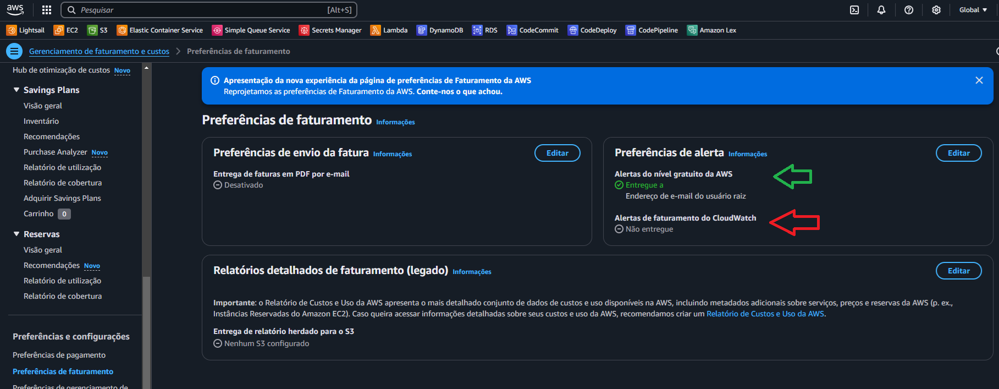 aws
Pesquisar [Alt+S]
Global
Lightsail EC2 S3 Elastic Container Service Simple Queue Service Secrets Manager Lambda DynamoDB RDS CodeCommit CodeDeploy CodePipeline Amazon Lex
Gerenciamento de faturamento e custos Preferências de faturamento
Hub de otimização de custos Novo
Savings Plans
Visão geral
Inventário
Recomendações
Purchase Analyzer Novo
Relatório de utilização
Relatório de cobertura
Adquirir Savings Plans
Carrinho 0
Reservas
Visão geral
Recomendações Novo
Relatório de utilização
Relatório de cobertura
Preferências e configurações
Preferências de pagamento
Preferências de faturamento
Preferências de gerenciamento de
Apresentação da nova experiência da página de preferências de Faturamento da AWS
Reprojetamos as preferências de Faturamento da AWS. Conte-nos o que achou.
Preferências de faturamento Informações
Preferências de envio da fatura Informações Editar
Entrega de faturas em PDF por e-mail
Desativado
Preferências de alerta Informações Editar
Alertas do nível gratuito da AWS
Entregue a
Endereço de e-mail do usuário raiz
Alertas de faturamento do CloudWatch
Não entregue
Relatórios detalhados de faturamento (legado) Informações Editar
Importante: o Relatório de Custos e Uso da AWS apresenta o mais detalhado conjunto de dados de custos e uso disponíveis na AWS, incluindo metadados adicionais sobre serviços, preços e reservas da AWS (p. ex.,
Instâncias Reservadas do Amazon EC2). Caso queira acessar informações detalhadas sobre seus custos e uso da AWS, recomendamos criar um Relatório de Custos e Uso da AWS.
Entrega de relatório herdado para o S3
Nenhum S3 configurado